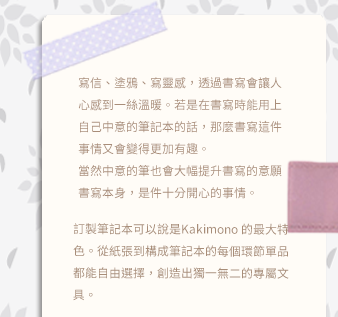 寫信、塗鴉、寫靈感，透過書寫會讓人
心感到一絲溫暖。若是在書寫時能用上
自己中意的筆記本的話，那麼書寫這件
事情又會變得更加有趣。
當然中意的筆也會大幅提升書寫的意願
書寫本身，是件十分開心的事情。
訂製筆記本可以說是Kakimono 的最大特
色。從紙張到構成筆記本的每個環節單品
都能自由選擇，創造出獨一無二的專屬文
具。